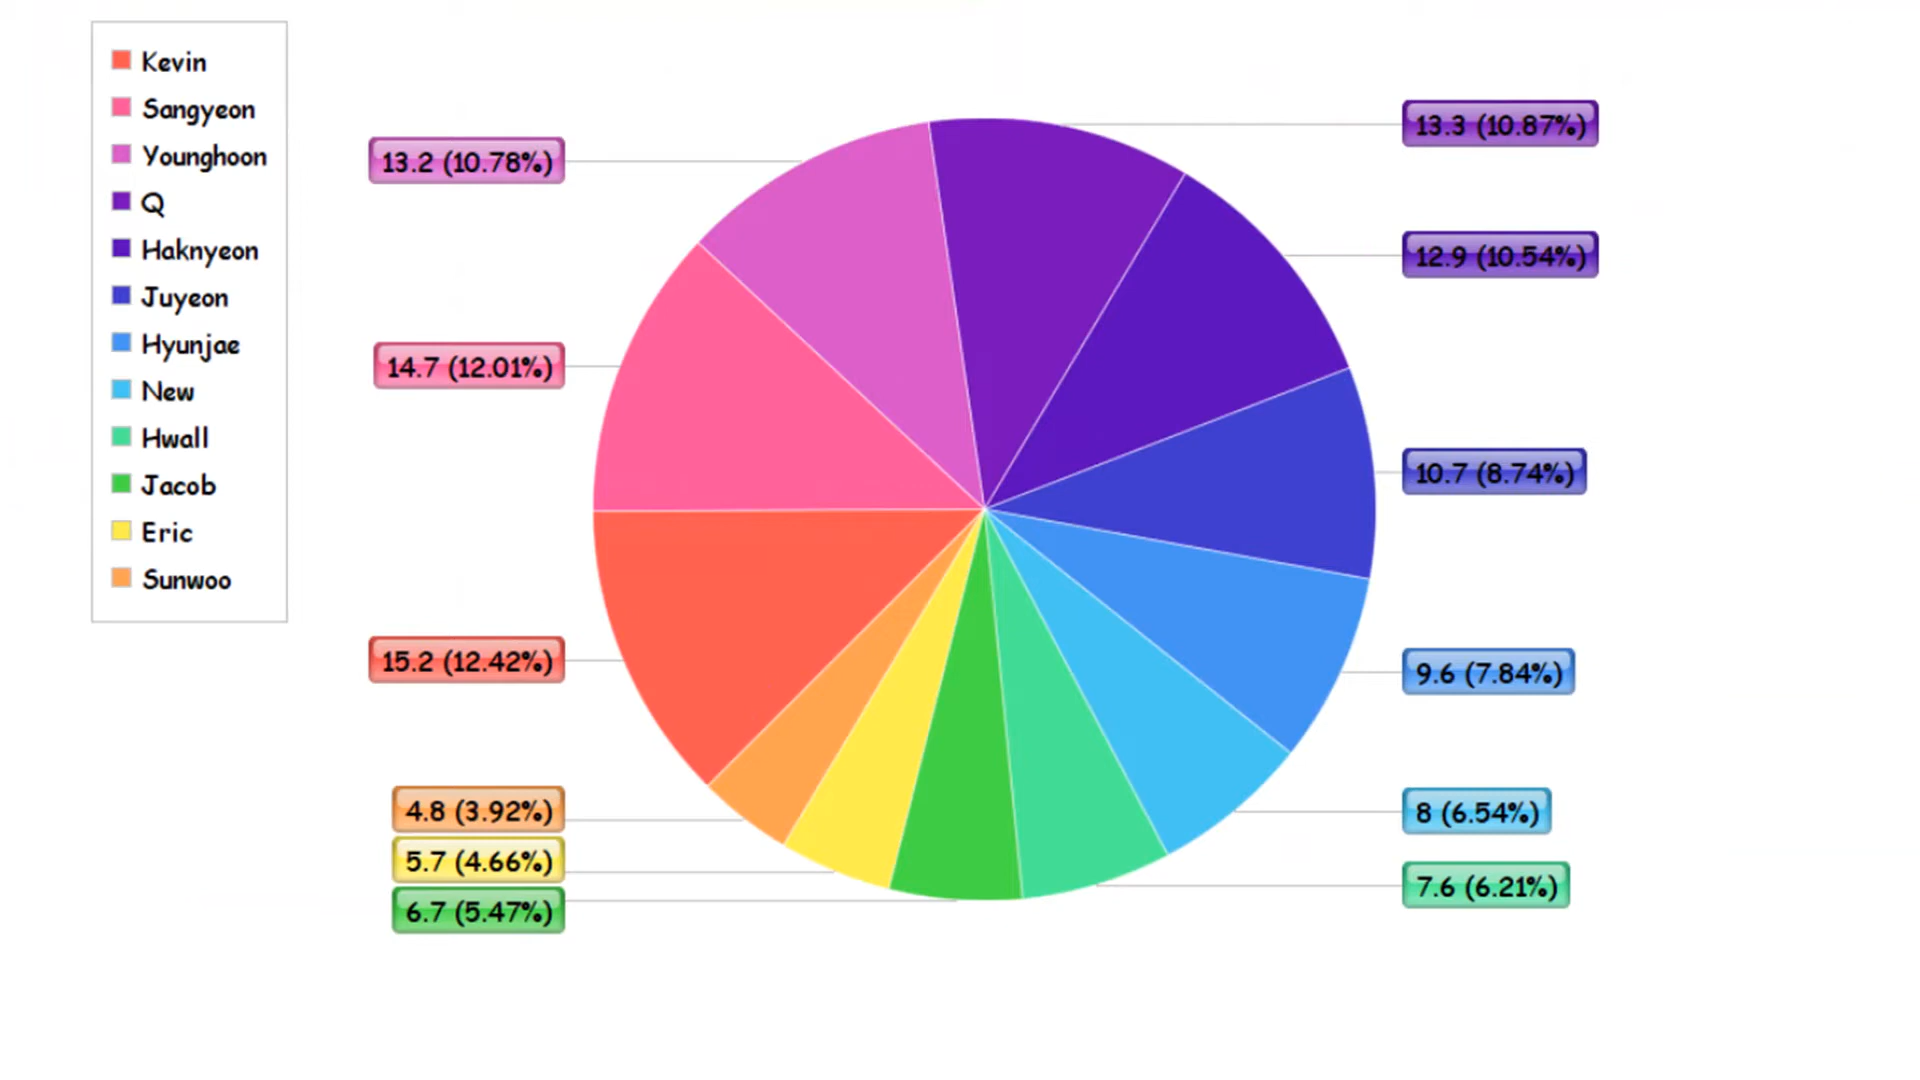 Kevin
Sangyeon
Younghoon
Q
Haknyeon
Juyeon
Hyunjae
New
Hwall
Jacob
Eric
Sunwoo
13.2 (10.78%)
14.7 (12.01%)
15.2 (12.42%)
4.8 (3.92%)
5.7 (4.66%)
6.7 (5.47%)
13.3 (10.87%)
12.9 (10.54%)
10.7 (8.74%)
9.6 (7.84%)
8 (6.54%)
7.6 (6.21%)